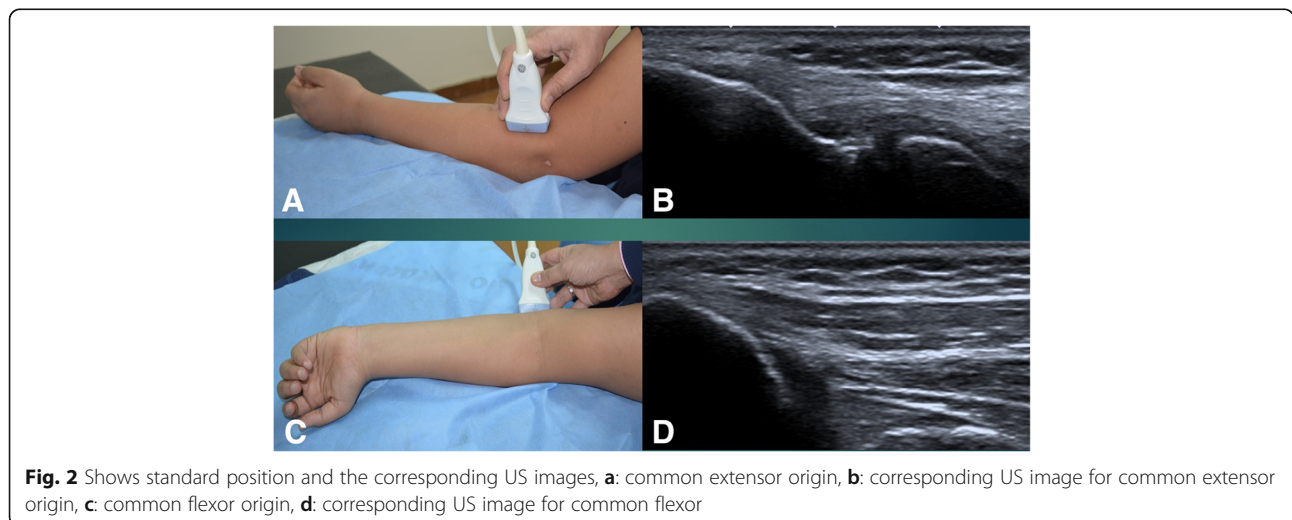 A
B
C
D
Fig. 2 Shows standard position and the corresponding US images, a: common extensor origin, b: corresponding US image for common extensor
origin, c: common flexor origin, d: corresponding US image for common flexor